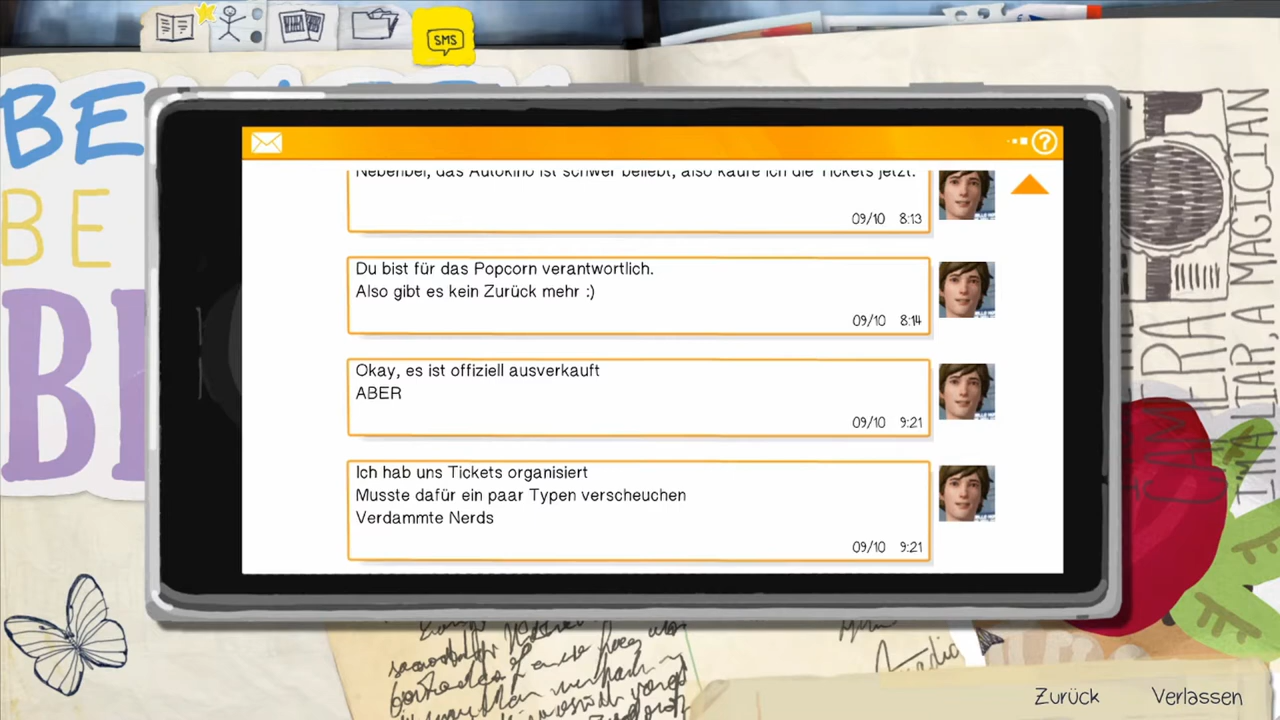 SMS
BE
BE
Nebenbei, das Autokino ist schwer beliebt, also kaufe ich die Tickets jetzt.
09/10 8:13
Du bist für das Popcorn verantwortlich.
Also gibt es kein Zurück mehr :)
09/10 8:14
Okay, es ist offiziell ausverkauft
ABER
09/10 9:21
Ich hab uns Tickets organisiert
Musste dafür ein paar Typen verscheuchen
Verdammte Nerds
09/10 9:21
CAMERA
LIAR, A MAGICIAN
Zurück Verlassen